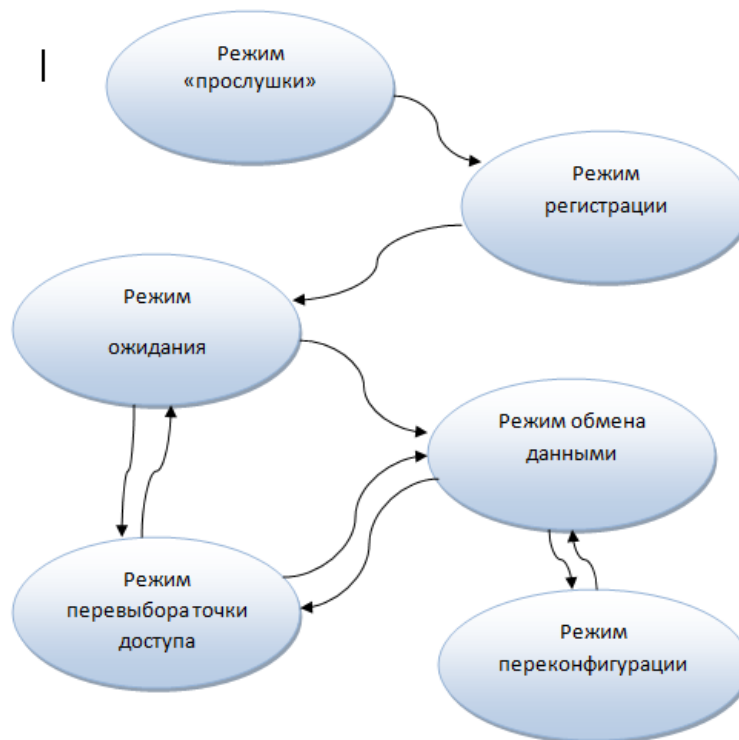 Режим
«прослушки»
Режим
регистрации
Режим
ожидания
Режим обмена
данными
Режим
перевыбора точки
доступа
Режим
переконфигурации